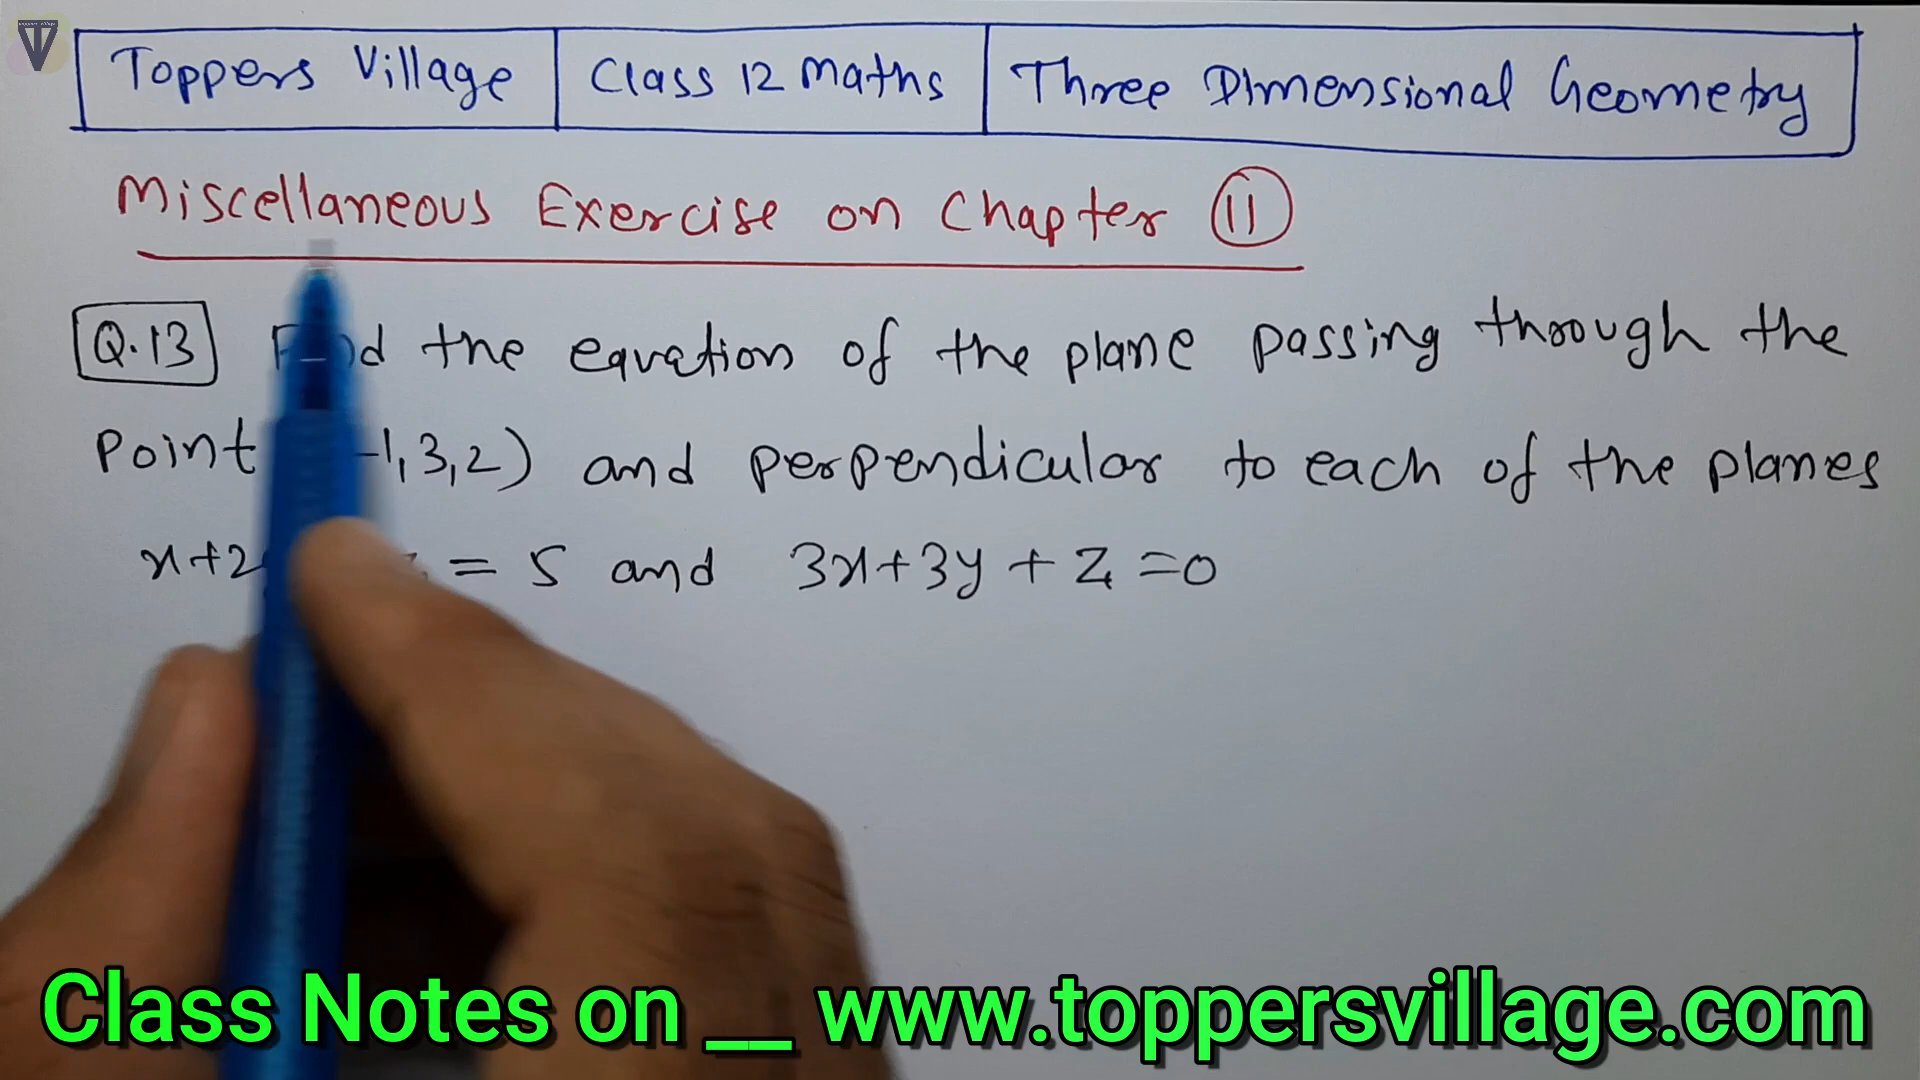 Toppers Village Class 12 Maths Three Dimensional Geometry
Miscellaneous Exercise on Chapter 11
Q.13 the equation of the plane passing through the
Point -1,3,2) and perpendicular to each of the planes
x+2 = 5 and 3x+3y+z=0
Class Notes on __ www.toppersvillage.com